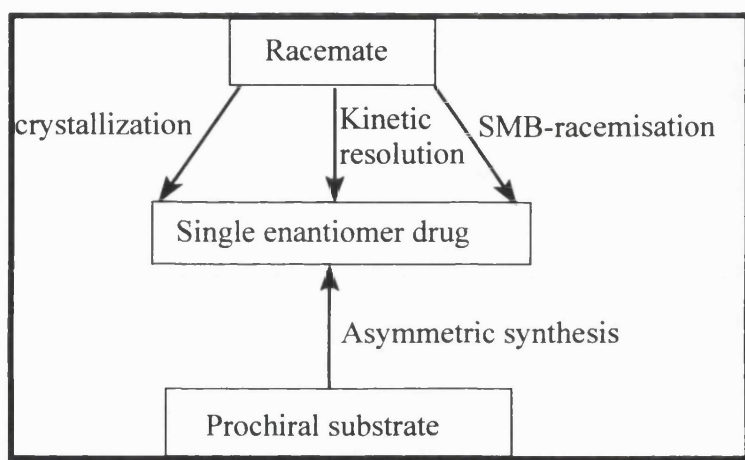 Racemate
crystallization
Kinetic
resolution
SMB-racemisation
Single enantiomer drug
Asymmetric synthesis
Prochiral substrate